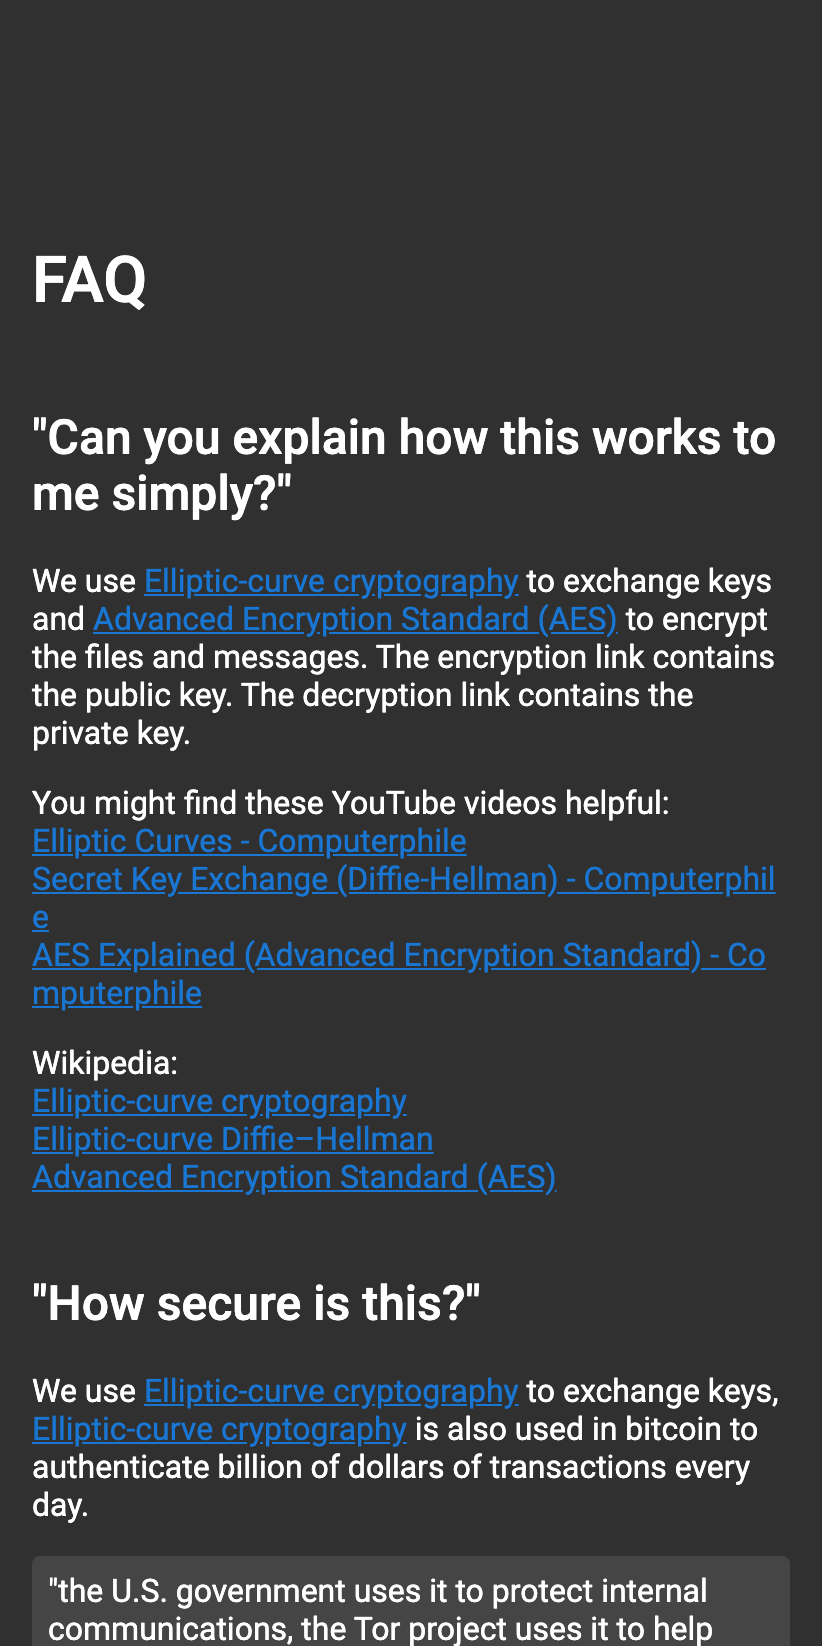 FAQ
"Can you explain how this works to
me simply?"
We use Elliptic-curve cryptography to exchange keys
and Advanced Encryption Standard (AES) to encrypt
the files and messages. The encryption link contains
the public key. The decryption link contains the
private key.
You might find these YouTube videos helpful:
Elliptic Curves - Computerphile
Secret Key Exchange (Diffie-Hellman) - Computerphil
e
AES Explained (Advanced Encryption Standard) - Co
mputerphile
Wikipedia:
Elliptic-curve cryptography
Elliptic-curve Diffie–Hellman
Advanced Encryption Standard (AES)
"How secure is this?"
We use Elliptic-curve cryptography to exchange keys,
Elliptic-curve cryptography is also used in bitcoin to
authenticate billion of dollars of transactions every
day.
"the U.S. government uses it to protect internal
communications, the Tor project uses it to help